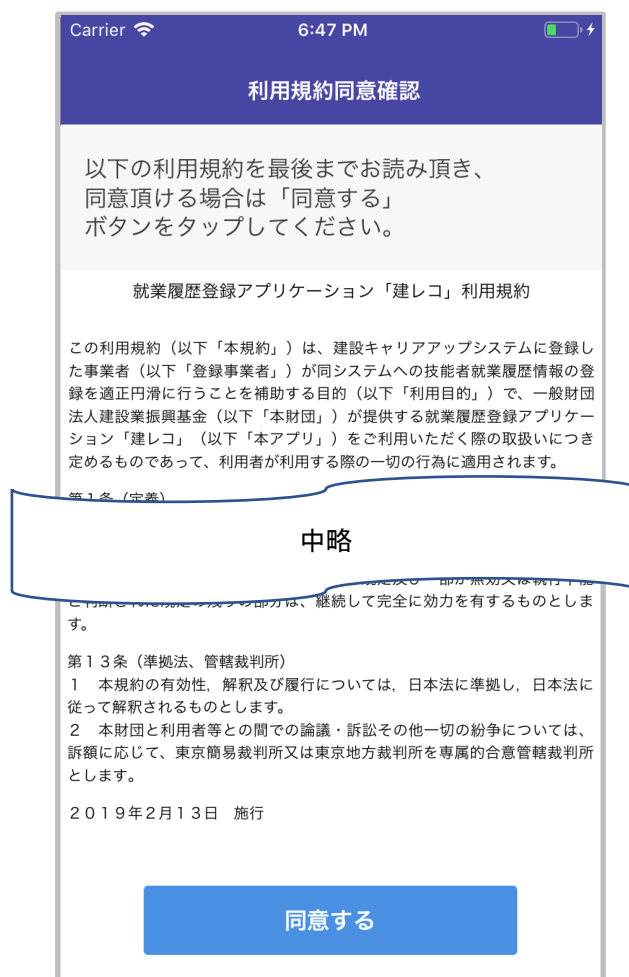 Carrier 6:47 PM
利用規約同意確認
以下の利用規約を最後までお読み頂き、
同意頂ける場合は「同意する」
ボタンをタップしてください。
就業履歴登録アプリケーション「建レコ」利用規約
この利用規約（以下「本規約」）は、建設キャリアアップシステムに登録し
た事業者（以下「登録事業者」）が同システムへの技能者就業履歴情報の登
録を適正円滑に行うことを補助する目的（以下「利用目的」）で、一般財団
法人建設業振興基金（以下「本財団」）が提供する就業履歴登録アプリケー
ション「建レコ」（以下「本アプリ」）をご利用いただく際の取扱いにつき
定めるものであって、利用者が利用する際の一切の行為に適用されます。
第１条（定義）
中略
と判断された規定の残りの部分は、継続して完全に効力を有するものとしま
す。
第１３条（準拠法、管轄裁判所）
１　本規約の有効性，解釈及び履行については，日本法に準拠し，日本法に
従って解釈されるものとします。
２　本財団と利用者等との間での論議・訴訟その他一切の紛争については、
訴額に応じて、東京簡易裁判所又は東京地方裁判所を専属的合意管轄裁判所
とします。
２０１９年２月１３日　施行
同意する